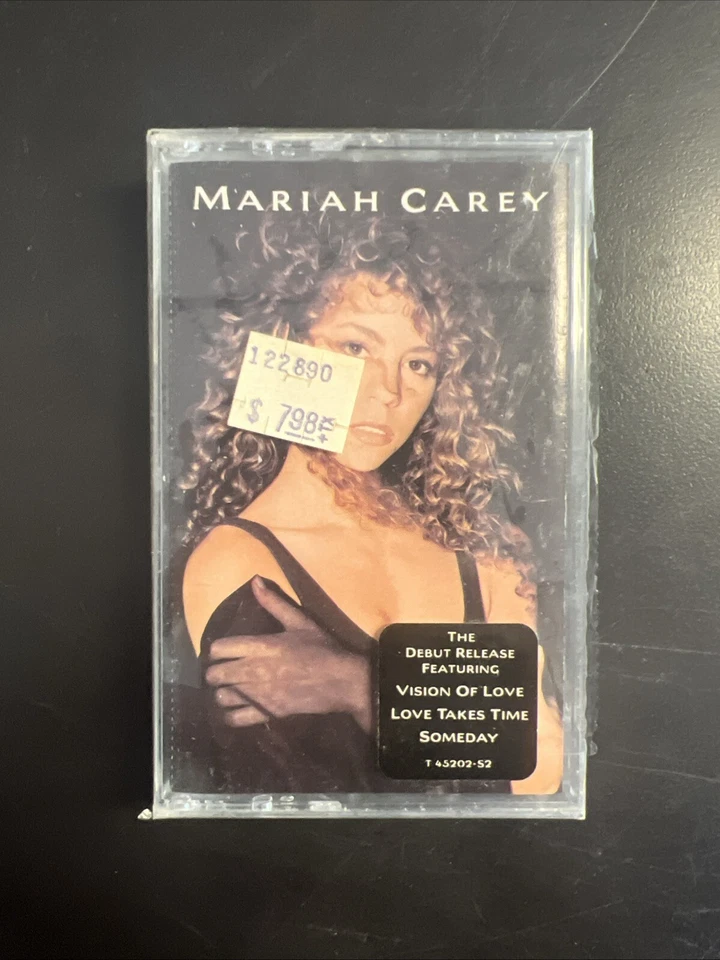 MARIAH CAREY
122890
$ 798
THE
DEBUT RELEASE
FEATURING
VISION OF LOVE
LOVE TAKES TIME
SOMEDAY
T 45202-S2